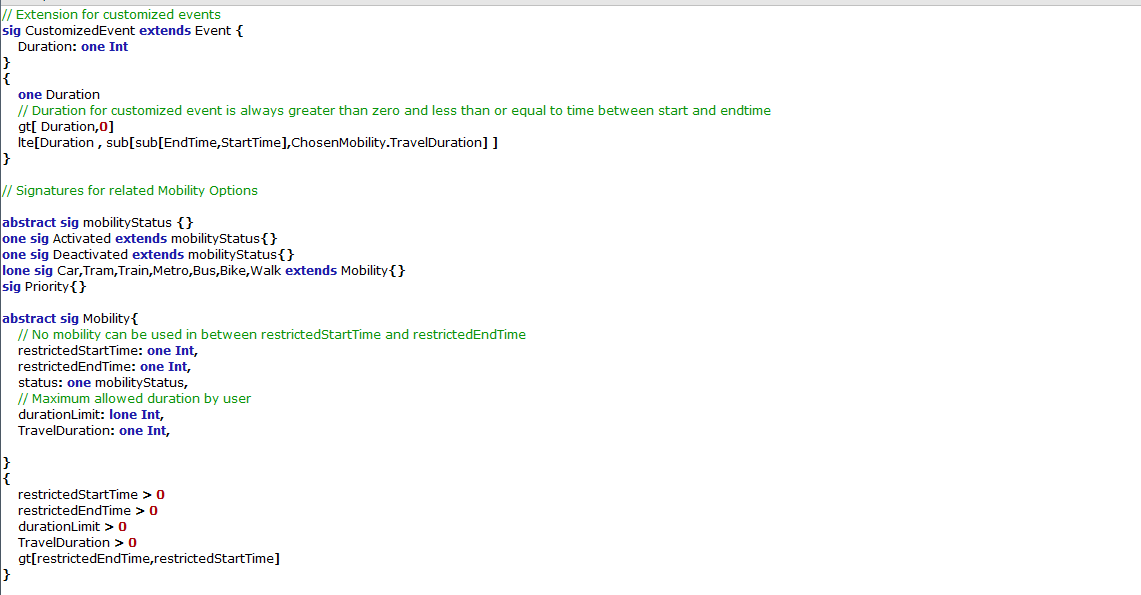 // Extension for customized events
sig CustomizedEvent extends Event {
Duration: one Int
}
{
one Duration
// Duration for customized event is always greater than zero and less than or equal to time between start and endtime
gt[ Duration,0]
lte[Duration , sub[sub[EndTime,StartTime],ChosenMobility.TravelDuration] ]
}
// Signatures for related Mobility Options
abstract sig mobilityStatus {}
one sig Activated extends mobilityStatus{}
one sig Deactivated extends mobilityStatus{}
lone sig Car,Tram,Train,Metro,Bus,Bike,Walk extends Mobility{}
sig Priority{}
abstract sig Mobility{
// No mobility can be used in between restrictedStartTime and restrictedEndTime
restrictedStartTime: one Int,
restrictedEndTime: one Int,
status: one mobilityStatus,
// Maximum allowed duration by user
durationLimit: lone Int,
TravelDuration: one Int,
}
{
restrictedStartTime > 0
restrictedEndTime > 0
durationLimit > 0
TravelDuration > 0
gt[restrictedEndTime,restrictedStartTime]
}